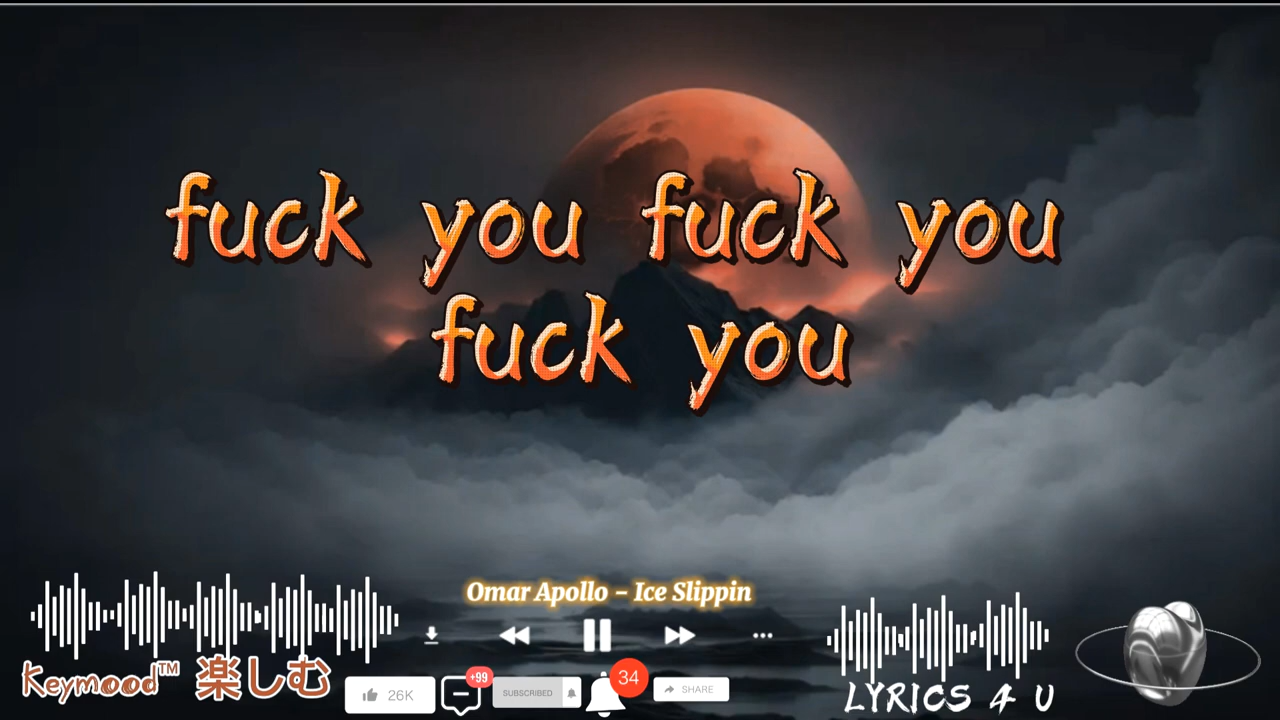 fuck you fuck you
fuck you
Omar Apollo - Ice Slippin
Keymood™ 楽しむ
26K
+99
SUBSCRIBED
34
SHARE
LYRICS 4 U